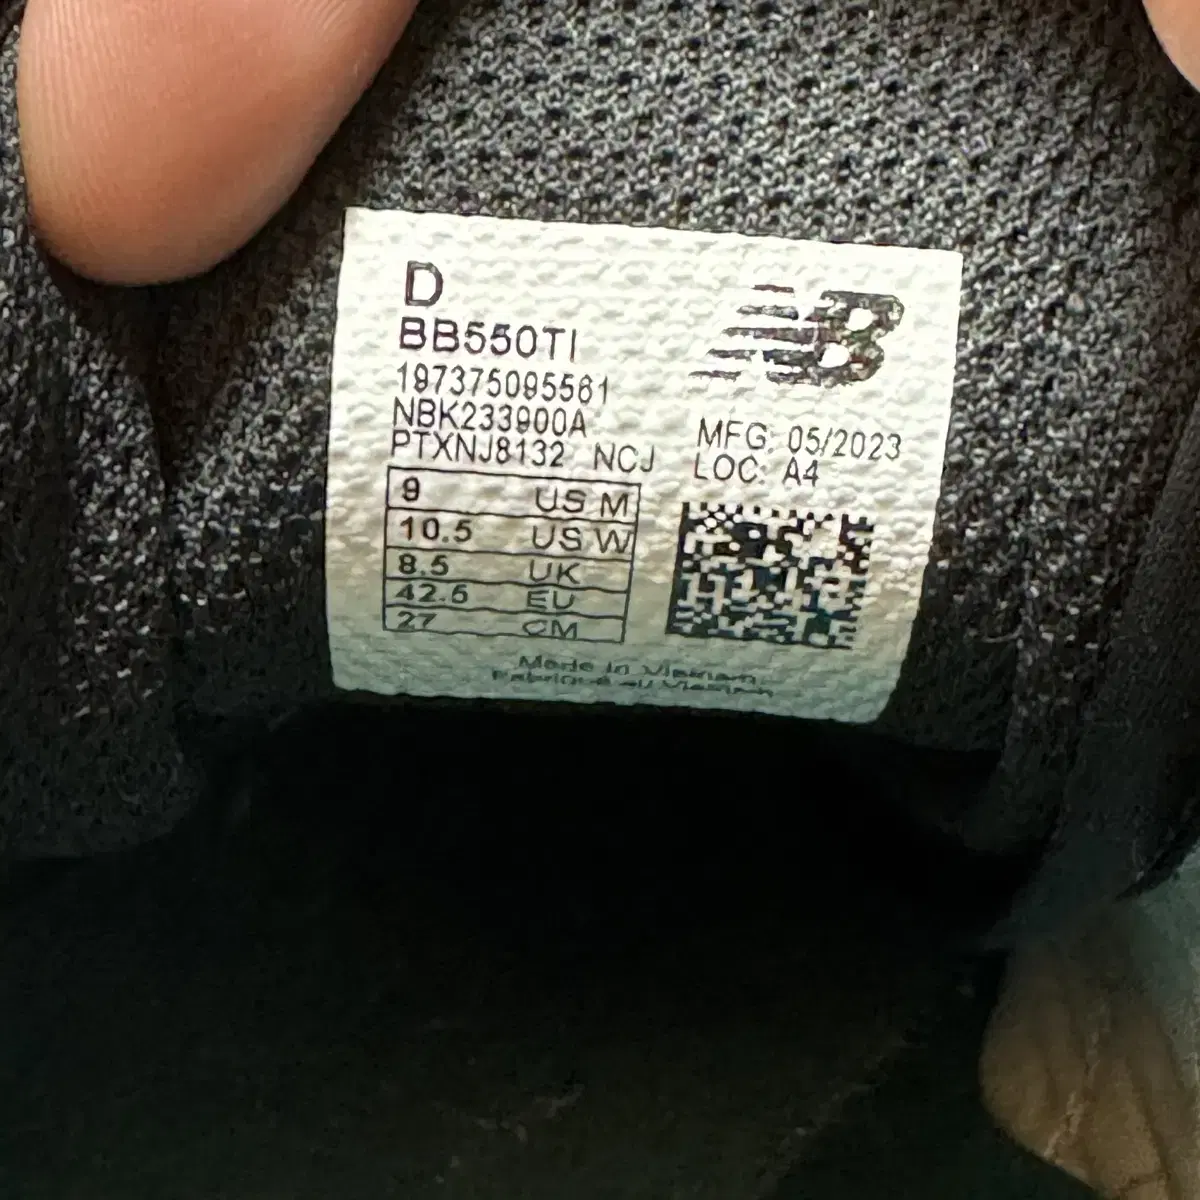 D
BB550TI
197375095561
NBK233900A
PTXNJ8132 NCJ
MFG: 05/2023
LOC: A4
9 US M
10.5 US W
8.5 UK
42.5 EU
27 CM
Made in Vietnam
Fabriqué au Vietnam